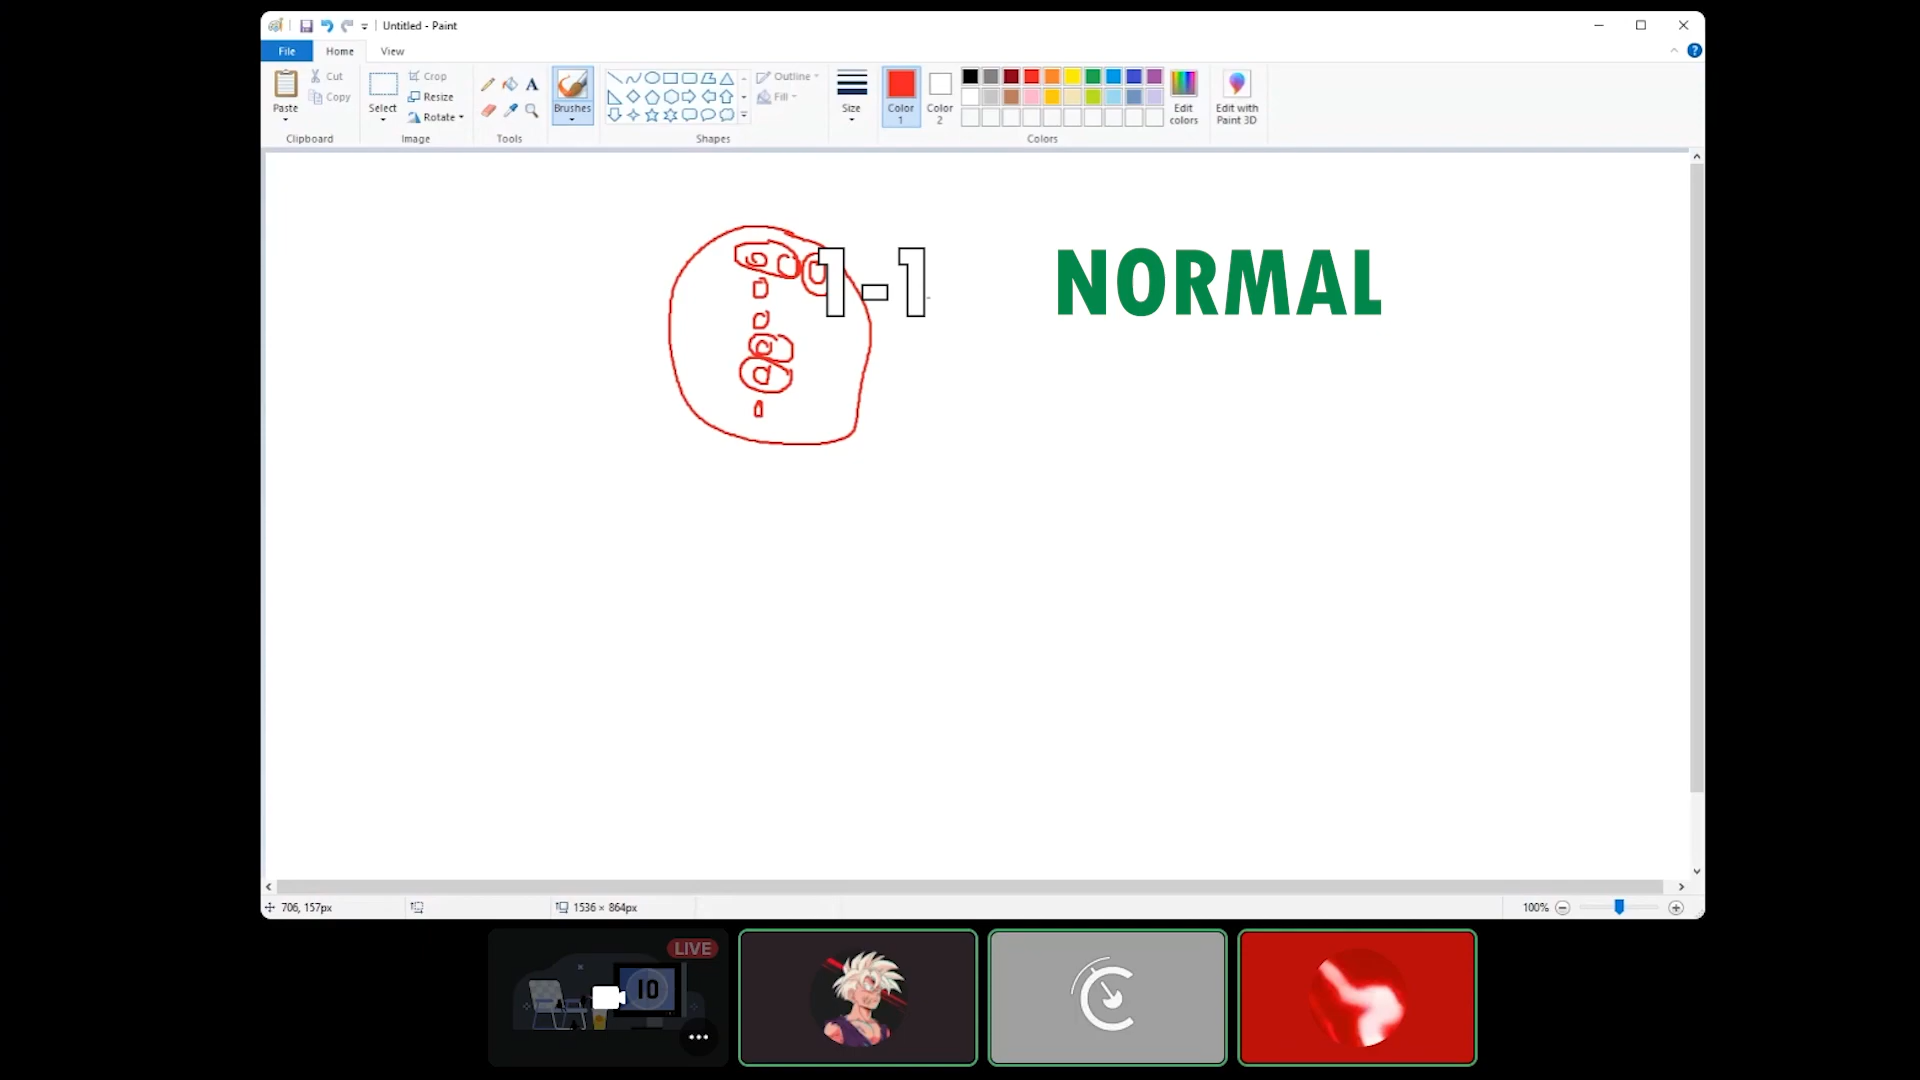 Untitled - Paint
File Home View
Paste
Cut
Copy
Clipboard
Select
Crop
Resize
Rotate
Image
A
Tools
Brushes
Shapes
Outline
Fill
Size
Color 1
Color 2
Colors
Edit colors
Edit with Paint 3D
?
1-1
NORMAL
706, 157px
1536 × 864px
100%
LIVE
10